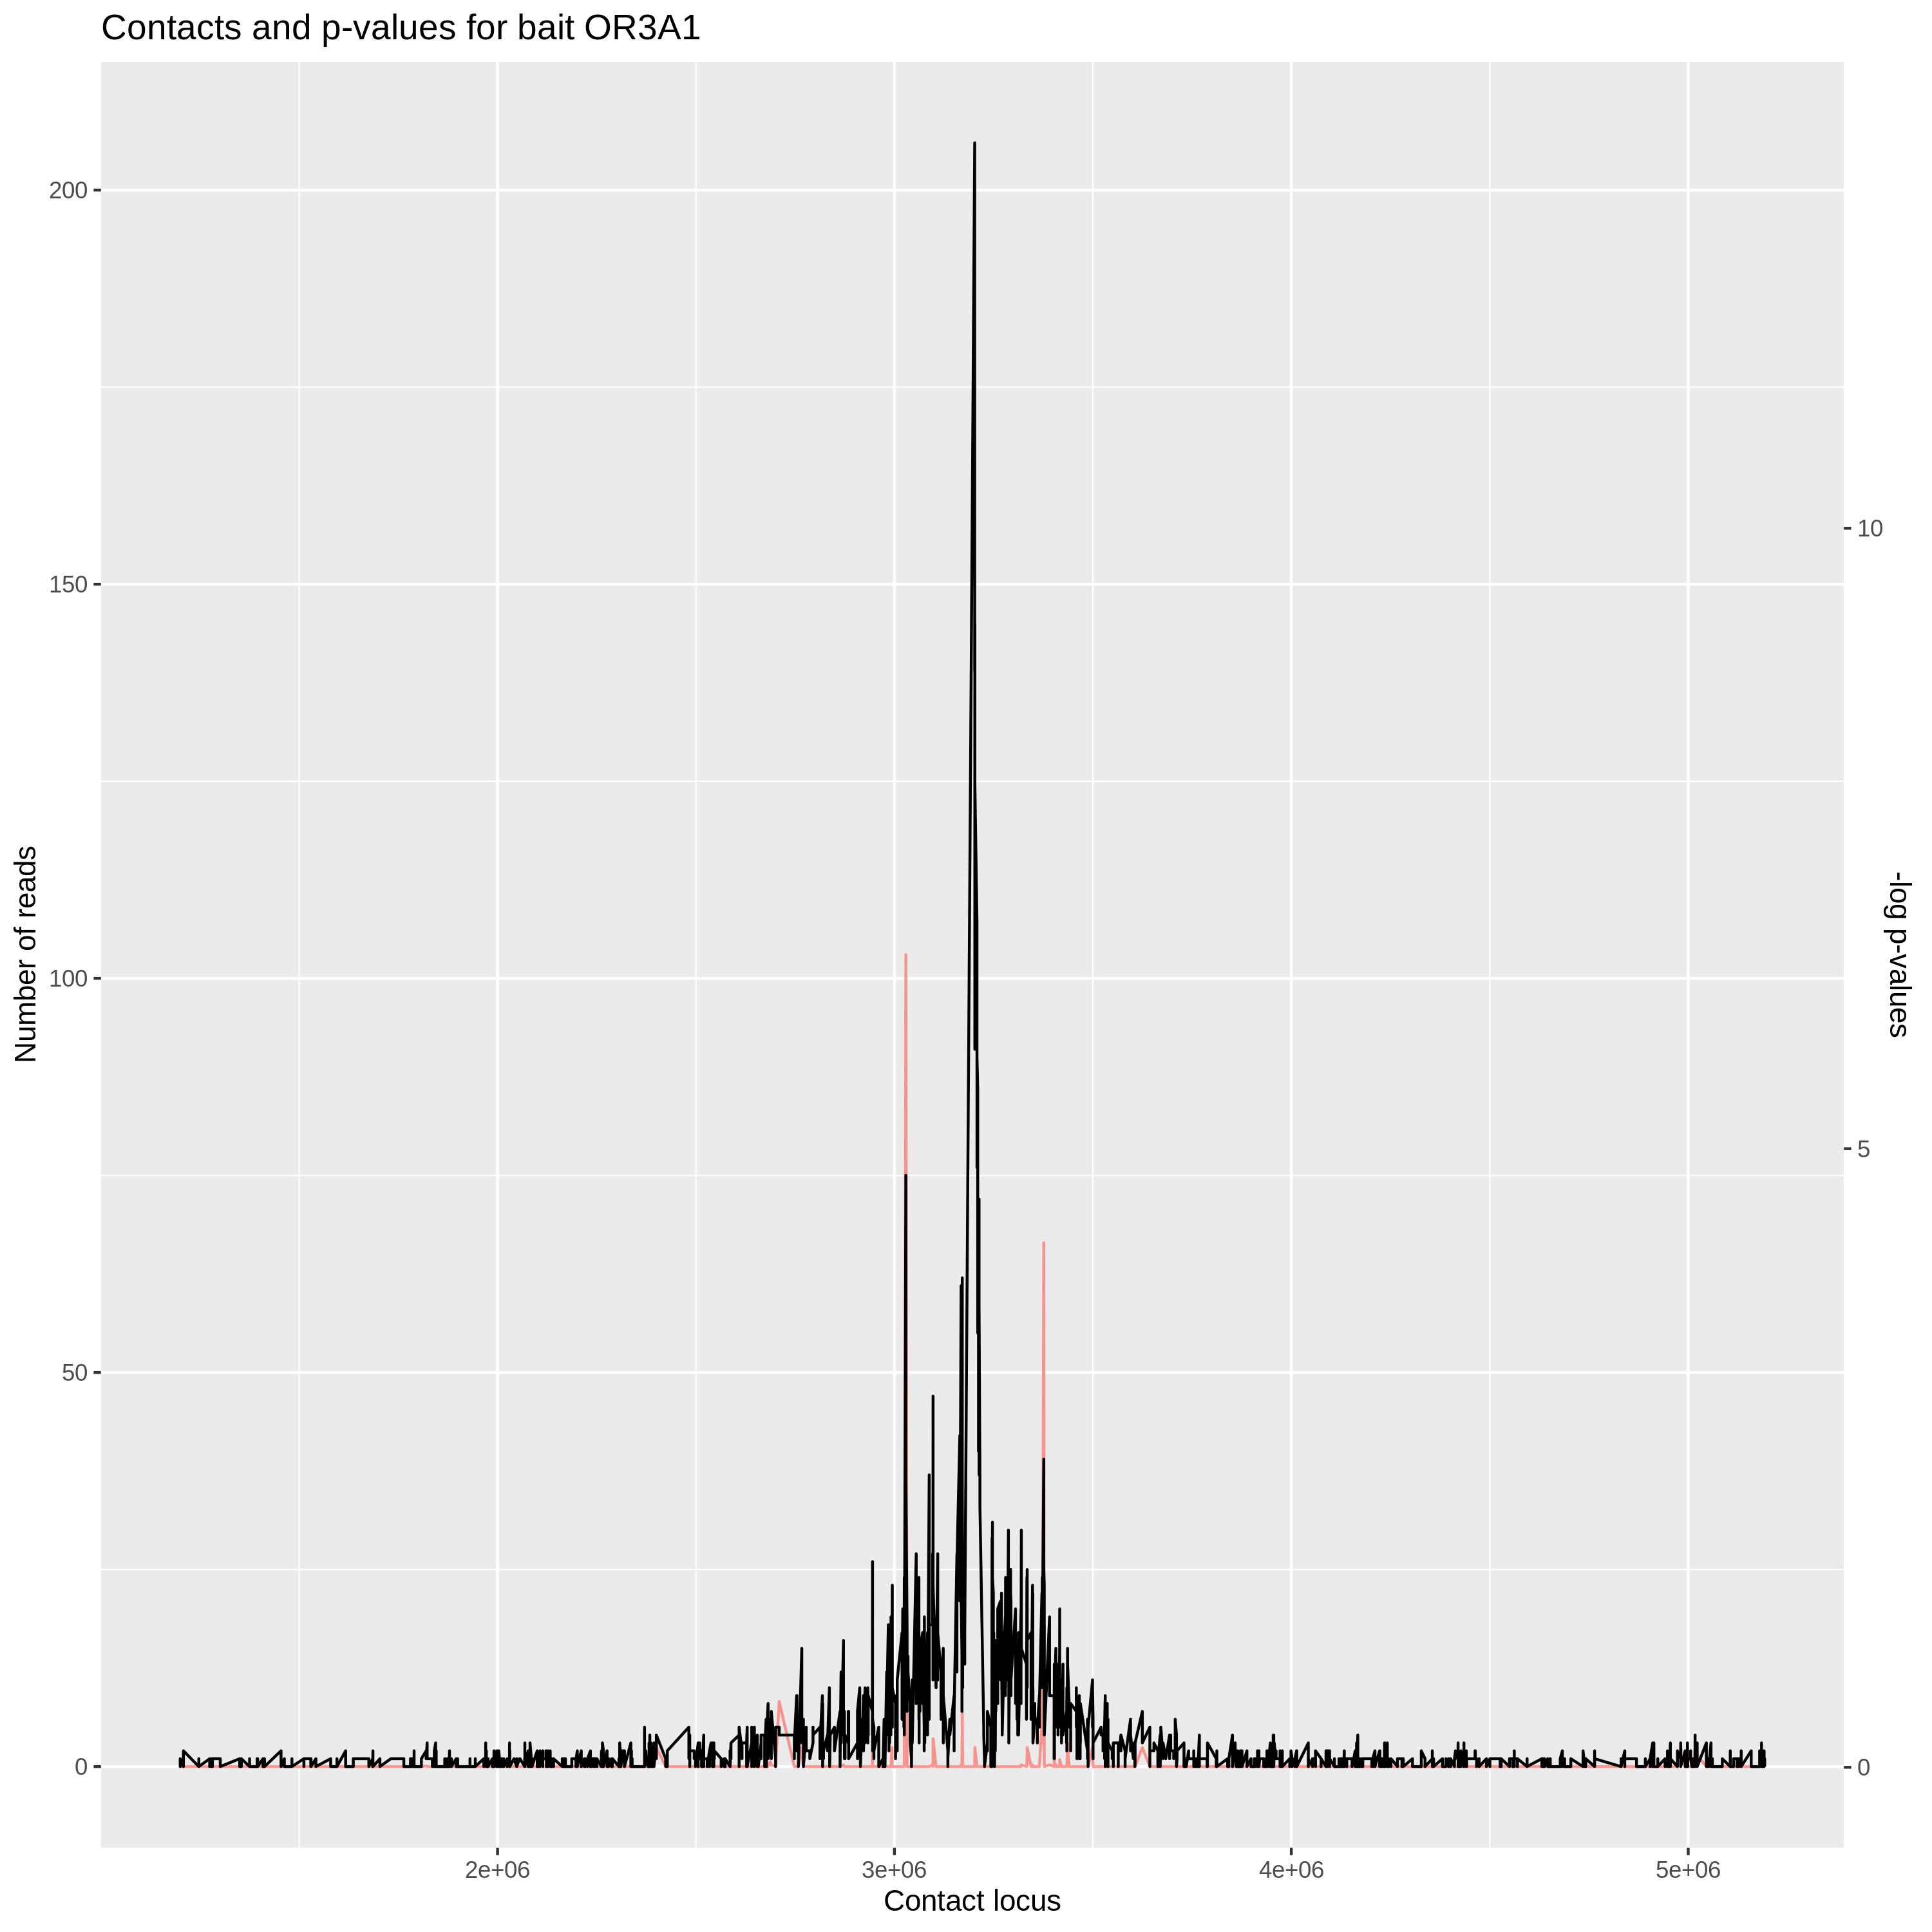 Contacts and p-values for bait OR3A1
200
150
100
50
0
Number of reads
10
5
0
-log p-values
2e+06
3e+06
4e+06
5e+06
Contact locus